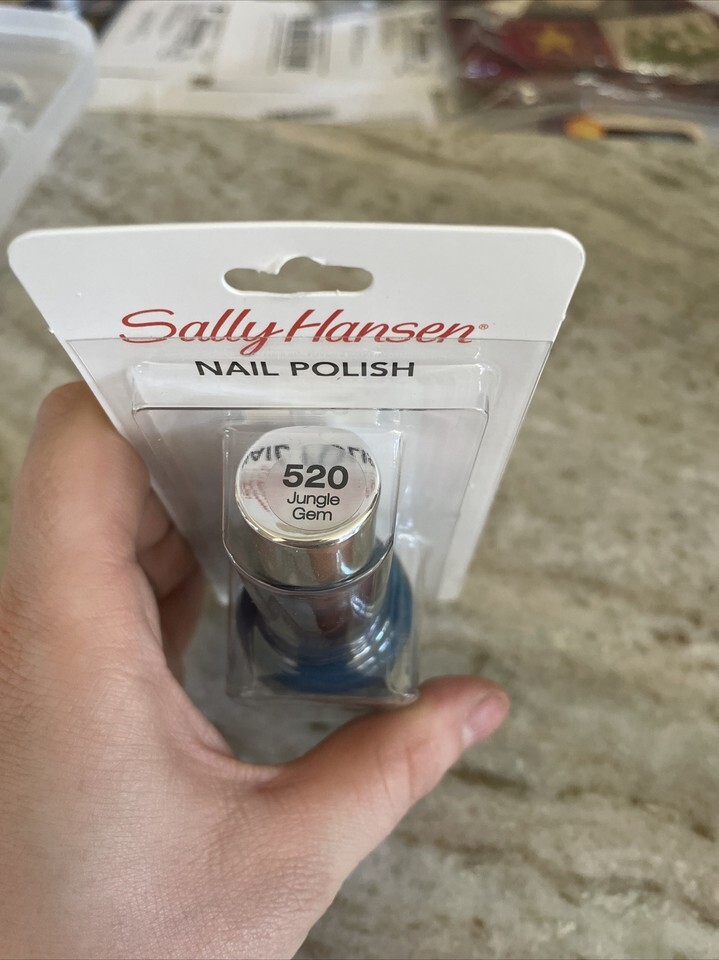 Sally Hansen®
NAIL POLISH
520
Jungle
Gem